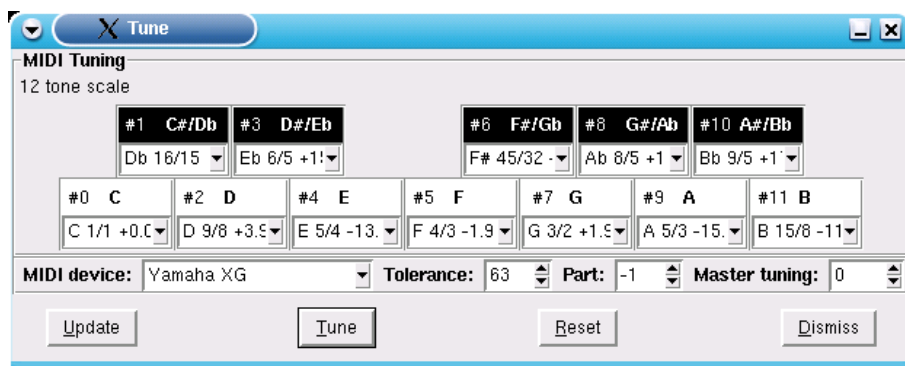 Tune
MIDI Tuning
12 tone scale
#1 C#/Db #3 D#/Eb #6 F#/Gb #8 G#/Ab #10 A#/Bb
Db 16/15 Eb 6/5 +1 F# 45/32 - Ab 8/5 +1 Bb 9/5 +1
#0 C #2 D #4 E #5 F #7 G #9 A #11 B
C 1/1 +0.0 D 9/8 +3.9 E 5/4 -13. F 4/3 -1.9 G 3/2 +1.9 A 5/3 -15. B 15/8 -11
MIDI device: Yamaha XG Tolerance: 63 Part: -1 Master tuning: 0
Update Tune Reset Dismiss